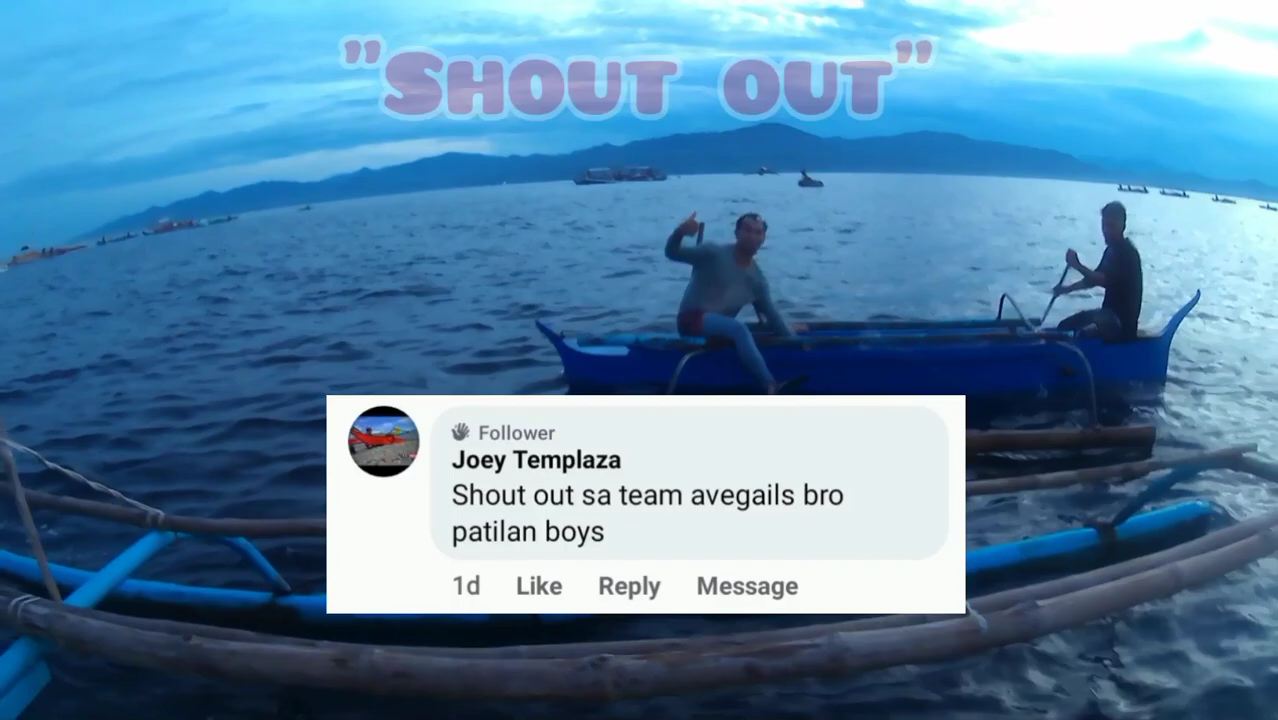 "SHOUT OUT"
Follower
Joey Templaza
Shout out sa team avegails bro
patilan boys
1d Like Reply Message